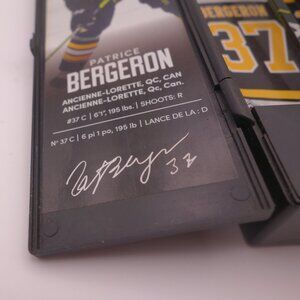 PATRICE
BERGERON
ANCIENNE-LORETTE, QC, CAN
ANCIENNE-LORETTE, Qc, Can.
#37 C | 6'1", 195 lbs. | SHOOTS: R
N° 37 C | 6 pi 1 po, 195 lb | LANCE DE LA : D
37
BERGERON
37